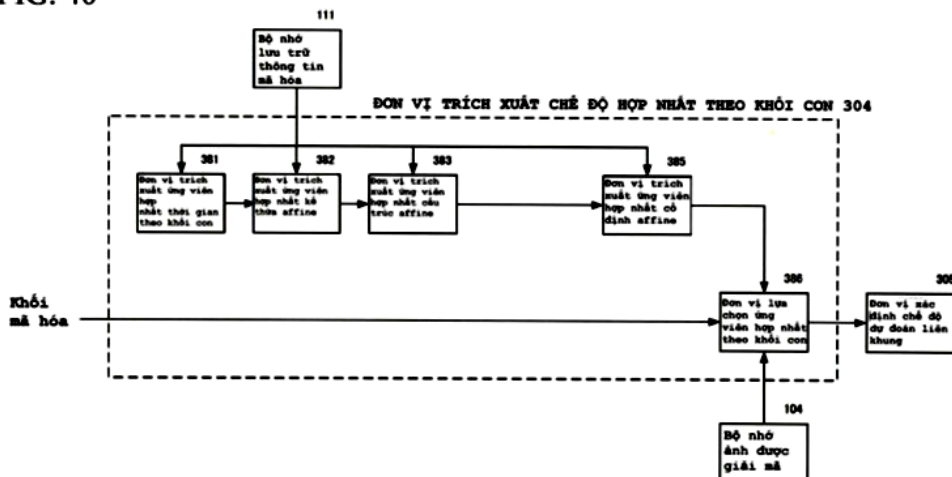 111
Bộ nhớ
lưu trữ
thông tin
mã hóa
ĐƠN VỊ TRÍCH XUẤT CHẾ ĐỘ HỢP NHẤT THEO KHỐI CON 304
381
Đơn vị trích
xuất ứng viên
hợp
nhất thời gian
theo khối con
382
Đơn vị trích
xuất ứng viên
hợp nhất kế
thừa affine
383
Đơn vị trích
xuất ứng viên
hợp nhất cấu
trúc affine
385
Đơn vị trích
xuất ứng viên
hợp nhất cố
định affine
Khối
mã hóa
386
Đơn vị lựa
chọn ứng
viên hợp nhất
theo khối con
Đơn vị xác
định chế độ
dự đoán liên
khung
104
Bộ nhớ
ảnh được
giải mã